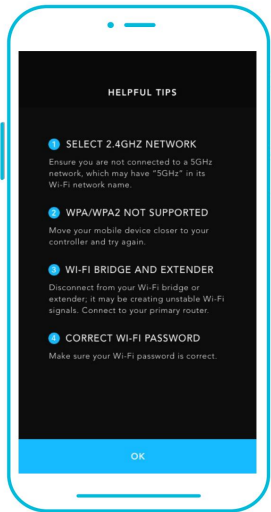 HELPFUL TIPS
1 SELECT 2.4GHZ NETWORK
Ensure you are not connected to a 5GHz
network, which may have "5GHz" in its
Wi-Fi network name.
2 WPA/WPA2 NOT SUPPORTED
Move your mobile device closer to your
controller and try again.
3 WI-FI BRIDGE AND EXTENDER
Disconnect from your Wi-Fi bridge or
extender; it may be creating unstable Wi-Fi
signals. Connect to your primary router.
4 CORRECT WI-FI PASSWORD
Make sure your Wi-Fi password is correct.
OK